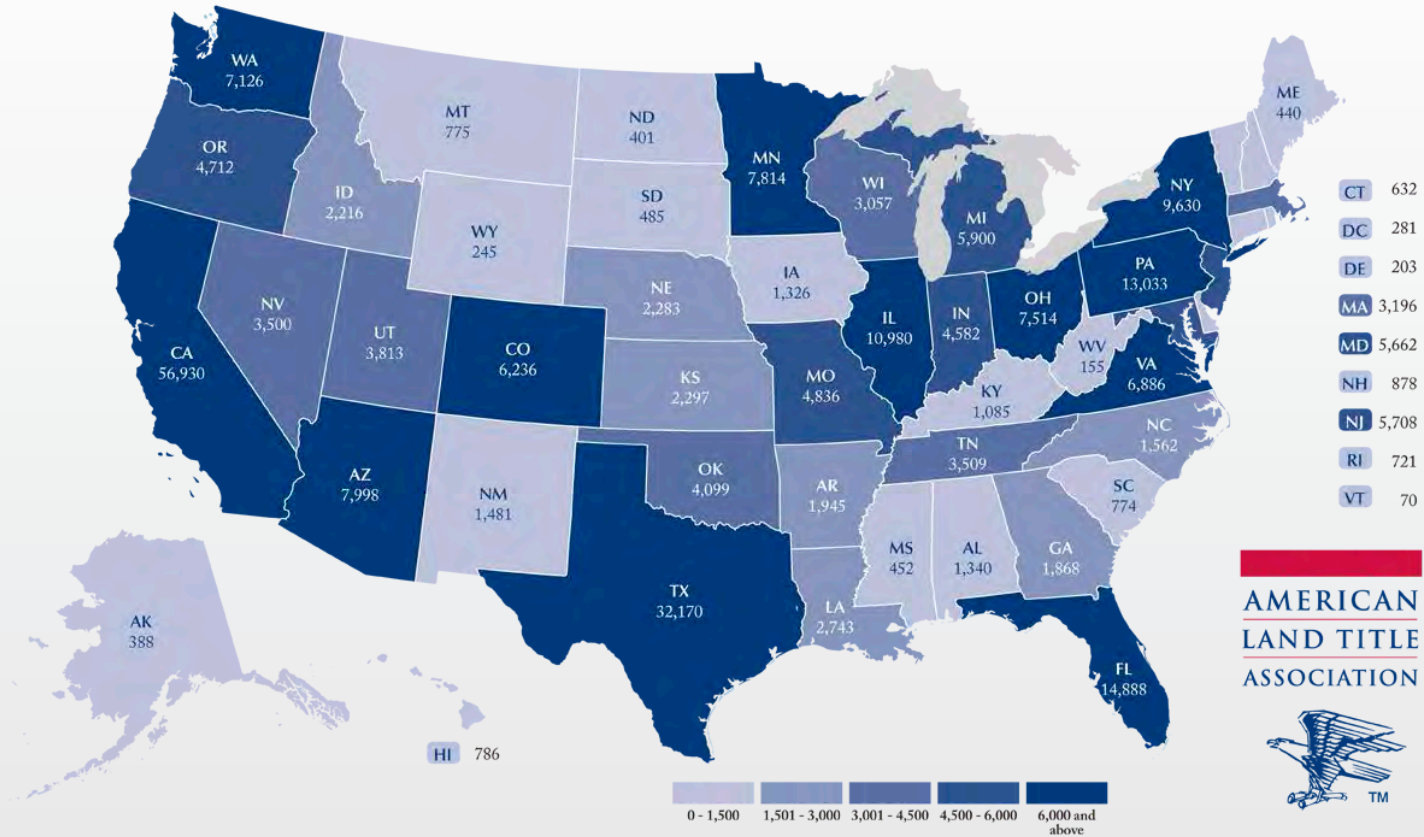 WA
7,126
MT
775
ND
401
MN
7,814
ME
440
OR
4,712
ID
2,216
WY
245
SD
485
WI
3,057
MI
5,900
NY
9,630
CT 632
DC 281
DE 203
MA 3,196
MD 5,662
NH 878
NJ 5,708
RI 721
VT 70
NV
3,500
UT
3,813
CO
6,236
NE
2,283
IA
1,326
IL
10,980
IN
4,582
OH
7,514
PA
13,033
CA
56,930
KS
2,297
MO
4,836
KY
1,085
WV
155
VA
6,886
AZ
7,998
NM
1,481
OK
4,099
AR
1,945
TN
3,509
NC
1,562
SC
774
TX
32,170
LA
2,743
MS
452
AL
1,340
GA
1,868
FL
14,888
AK
388
HI 786
AMERICAN
LAND TITLE
ASSOCIATION
TM
0 - 1,500 1,501 - 3,000 3,001 - 4,500 4,500 - 6,000 6,000 and
above